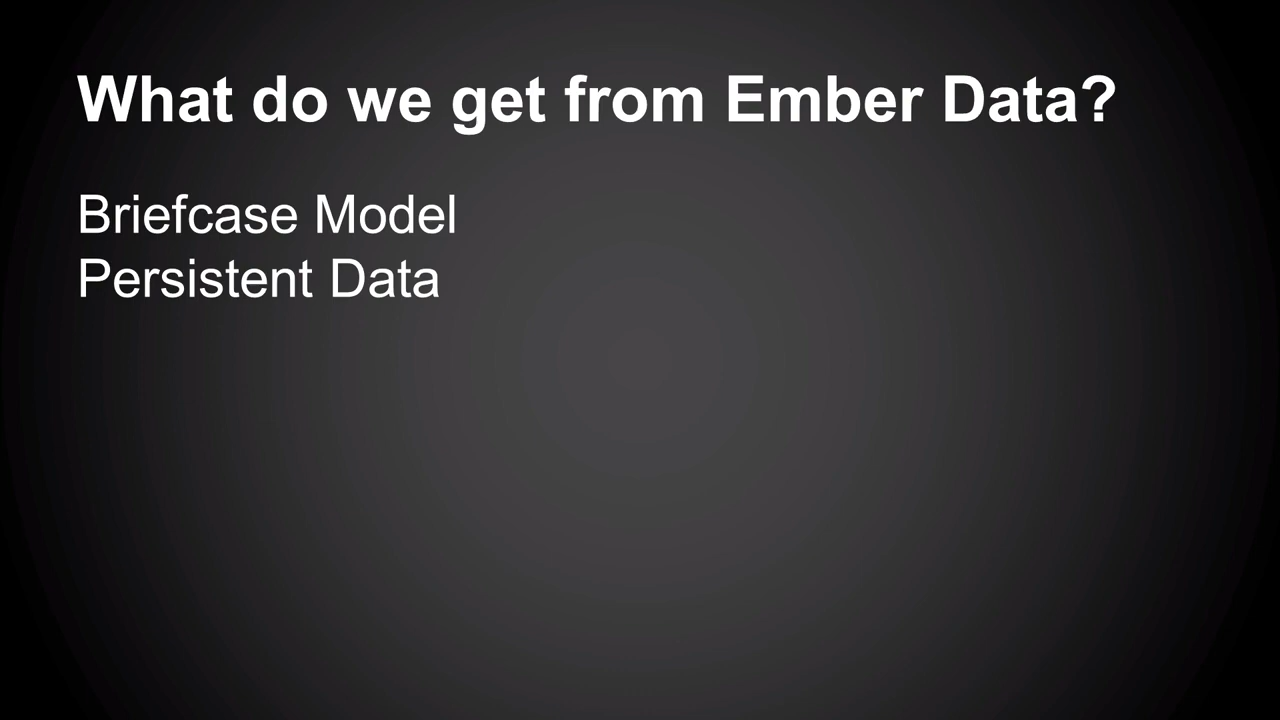 What do we get from Ember Data?
Briefcase Model
Persistent Data